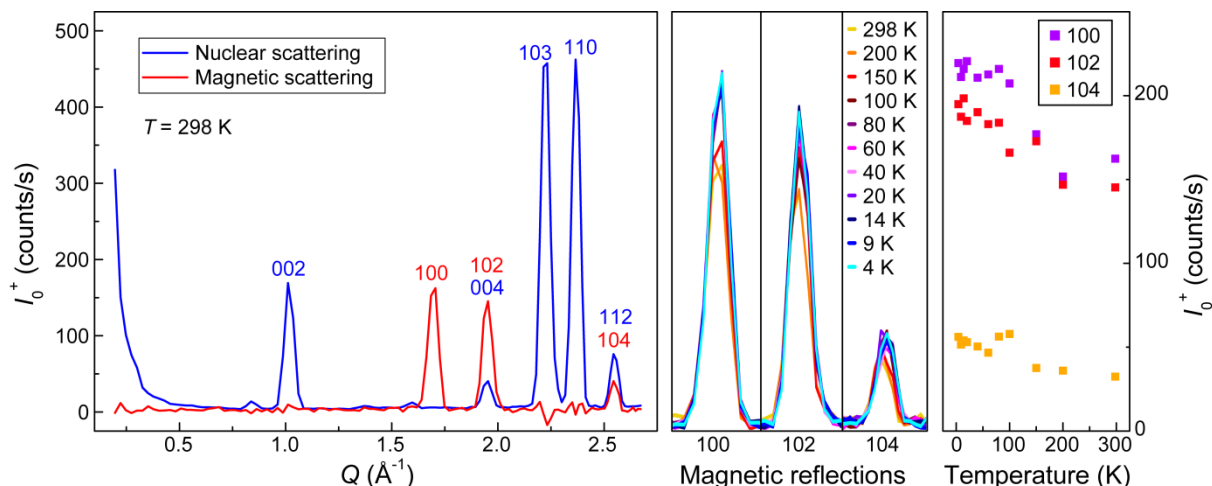 500
400
300
200
100
0
I₀⁺ (counts/s)
Nuclear scattering
Magnetic scattering
T = 298 K
002
100
102
004
103
110
112
104
0.5
1.0
1.5
2.0
2.5
Q (Å⁻¹)
298 K
200 K
150 K
100 K
80 K
60 K
40 K
20 K
14 K
9 K
4 K
100
102
104
Magnetic reflections
100
102
104
0
100
200
300
Temperature (K)
200
100
0
I₀⁺ (counts/s)